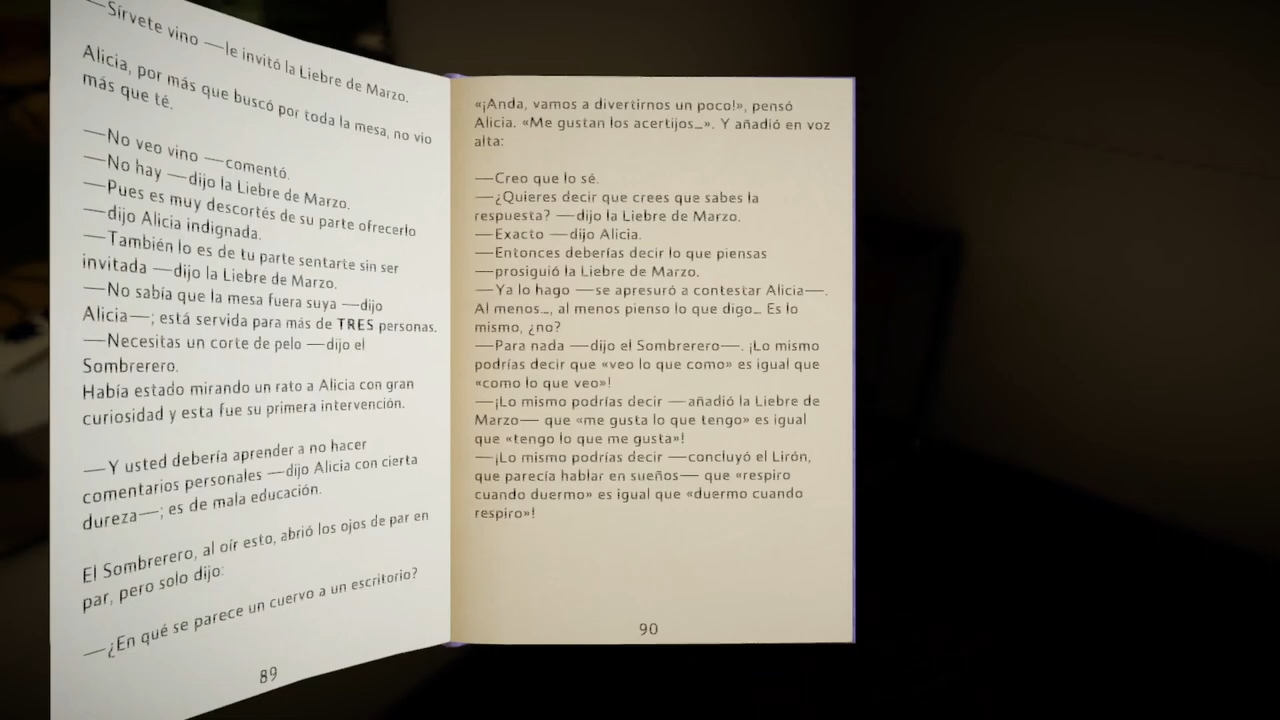 —Sírvete vino —le invitó la Liebre de Marzo.
Alicia, por más que buscó por toda la mesa, no vio
más que té.
—No veo vino —comentó.
—No hay —dijo la Liebre de Marzo.
—Pues es muy descortés de su parte ofrecerlo
—dijo Alicia indignada.
—También lo es de tu parte sentarte sin ser
invitada —dijo la Liebre de Marzo.
—No sabía que la mesa fuera suya —dijo
Alicia—; está servida para más de TRES personas.
—Necesitas un corte de pelo —dijo el
Sombrerero.
Había estado mirando un rato a Alicia con gran
curiosidad y esta fue su primera intervención.
—Y usted debería aprender a no hacer
comentarios personales —dijo Alicia con cierta
dureza—; es de mala educación.
El Sombrerero, al oír esto, abrió los ojos de par en
par, pero solo dijo:
—¿En qué se parece un cuervo a un escritorio?
89
«¡Anda, vamos a divertirnos un poco!», pensó
Alicia. «Me gustan los acertijos…». Y añadió en voz
alta:
—Creo que lo sé.
—¿Quieres decir que crees que sabes la
respuesta? —dijo la Liebre de Marzo.
—Exacto —dijo Alicia.
—Entonces deberías decir lo que piensas
—prosiguió la Liebre de Marzo.
—Ya lo hago —se apresuró a contestar Alicia—.
Al menos…, al menos pienso lo que digo… Es lo
mismo, ¿no?
—Para nada —dijo el Sombrerero—. ¡Lo mismo
podrías decir que «veo lo que como» es igual que
«como lo que veo»!
—¡Lo mismo podrías decir —añadió la Liebre de
Marzo— que «me gusta lo que tengo» es igual
que «tengo lo que me gusta»!
—¡Lo mismo podrías decir —concluyó el Lirón,
que parecía hablar en sueños— que «respiro
cuando duermo» es igual que «duermo cuando
respiro»!
90